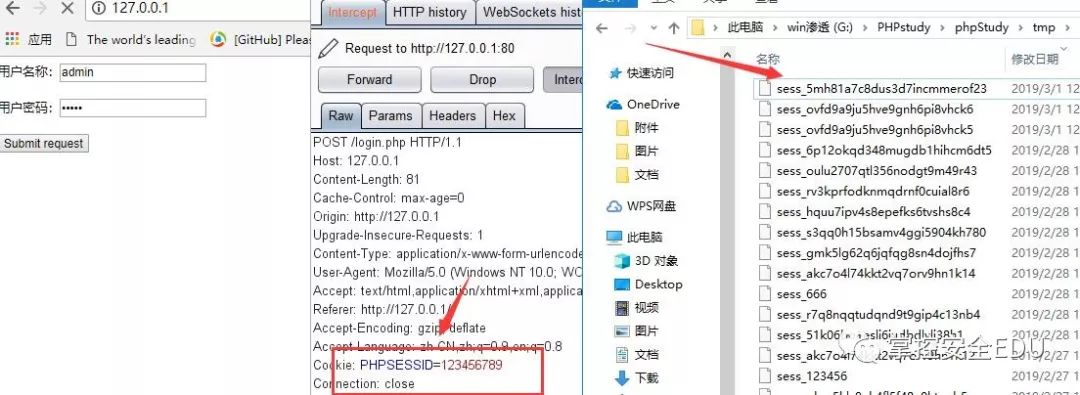 127.0.0.1
应用
The world's leading
[GitHub] Pleas
用户名称:
admin
用户密码:
•••••
Submit request
Intercept
HTTP history
WebSockets hist
Request to http://127.0.0.1:80
Forward
Drop
Interc
Raw
Params
Headers
Hex
POST /login.php HTTP/1.1
Host: 127.0.0.1
Content-Length: 81
Cache-Control: max-age=0
Origin: http://127.0.0.1
Upgrade-Insecure-Requests: 1
Content-Type: application/x-www-form-urlencode
User-Agent: Mozilla/5.0 (Windows NT 10.0; WO
Accept: text/html,application/xhtml+xml,application
Referer: http://127.0.0.1/
Accept-Encoding: gzip, deflate
Accept-Language: zh-CN,zh;q=0.9,en;q=0.8
Cookie: PHPSESSID=123456789
Connection: close
此电脑 › win渗透 (G:) › PHPstudy › phpStudy › tmp ›
快速访问
OneDrive
附件
图片
文档
WPS网盘
此电脑
3D 对象
Desktop
视频
图片
文档
下载
名称
修改日期
sess_5mh81a7c8dus3d7incmmerof23 2019/3/1 12
sess_ovfd9a9ju5hve9gnh6pi8vhck6 2019/3/1 12
sess_ovfd9a9ju5hve9gnh6pi8vhck5 2019/3/1 12
sess_6p12okqd348mugdb1hihcm6dt5 2019/2/28 1
sess_oulu2707qtl356nodgt9m49r43 2019/2/28 1
sess_rv3kprfodknmqdrnf0cuial8r6 2019/2/28 1
sess_hquu7ipv4s8epefks6tvshs8c4 2019/2/28 1
sess_s3qq0h15bsamv4ggi5904kh780 2019/2/28 1
sess_gmk5lg62q6jqfqg8sn4dojfhs7 2019/2/28 1
sess_akc7o4l74kkt2vq7orv9hn1k14 2019/2/28 1
sess_666 2019/2/28 1
sess_r7q8nqqtudqnd9t9gip4c13nb4 2019/2/28 1
2019/2/28 1
2019/2/27 1
sess_123456 2019/2/27 1
2019/2/27 1
掌控安全EDU